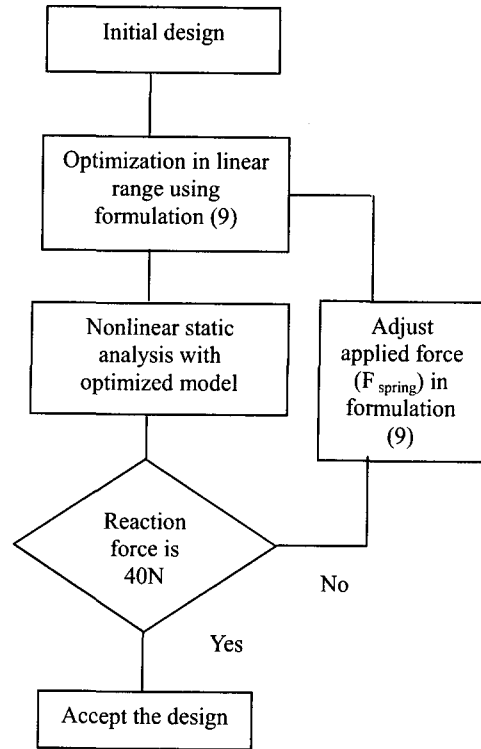 Initial design
Optimization in linear
range using
formulation (9)
Nonlinear static
analysis with
optimized model
Adjust
applied force
(F spring) in
formulation
(9)
Reaction
force is
40N
No
Yes
Accept the design